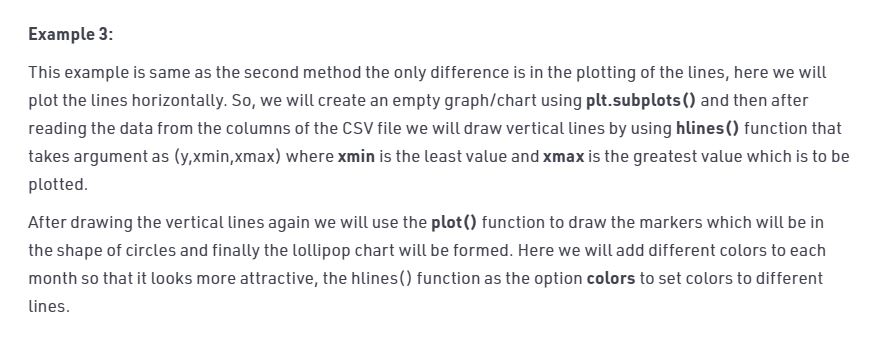 Example 3:
This example is same as the second method the only difference is in the plotting of the lines, here we will
plot the lines horizontally. So, we will create an empty graph/chart using plt.subplots() and then after
reading the data from the columns of the CSV file we will draw vertical lines by using hlines() function that
takes argument as (y,xmin,xmax) where xmin is the least value and xmax is the greatest value which is to be
plotted.
After drawing the vertical lines again we will use the plot() function to draw the markers which will be in
the shape of circles and finally the lollipop chart will be formed. Here we will add different colors to each
month so that it looks more attractive, the hlines() function as the option colors to set colors to different
lines.